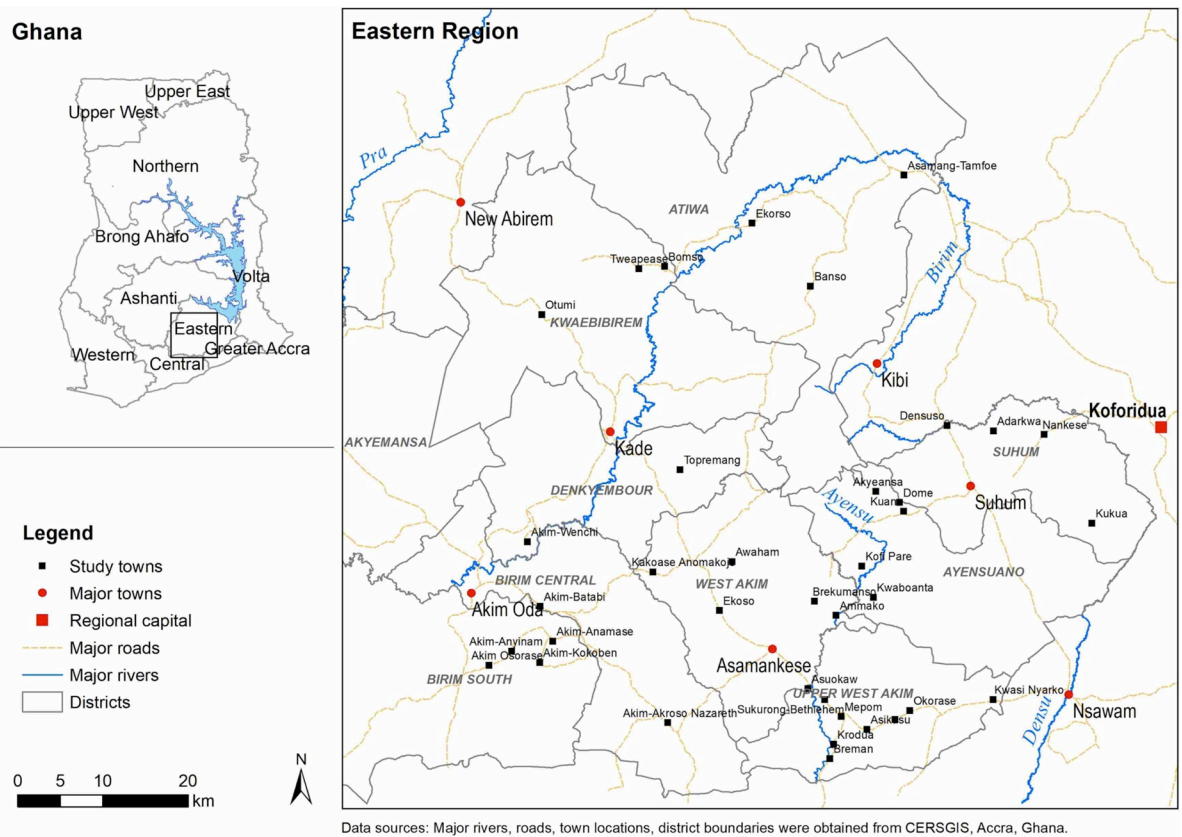 Ghana
Upper East
Upper West
Northern
Brong Ahafo
Volta
Ashanti
Eastern
Western
Greater Accra
Central
Legend
Study towns
Major towns
Regional capital
Major roads
Major rivers
Districts
0 5 10 20
km
N
Eastern Region
Pra
Asamang-Tamfoe
New Abirem
ATIWA
Ekorso
Birim
Tweapease
Bomso
Banso
Otumi
KWAEBIBIREM
Kibi
Koforidua
Densuso
Adarkwa
Nankese
AKYEMANSA
Kade
SUHUM
Topremang
DENKYEMBOUR
Akyeansa
Dome
Kuano
Ayensu
Suhum
Kukua
Akim-Wenchi
Kofi Pare
Awaham
Kakoase Anomakojo
AYENSUANO
BIRIM CENTRAL
WEST AKIM
Kwaboanta
Brekumanso
Akim Oda
Akim-Batabi
Ekoso
Ammako
Akim-Anamase
Akim-Anyinam
Akim Osorase
Akim-Kokoben
Asamankese
BIRIM SOUTH
Asuokaw
UPPER WEST AKIM
Kwasi Nyarko
Sukurong-Bethlehem
Mepom
Okorase
Akim-Akroso Nazareth
Asikasu
Nsawam
Densu
Krodua
Breman
Data sources: Major rivers, roads, town locations, district boundaries were obtained from CERSGIS, Accra, Ghana.